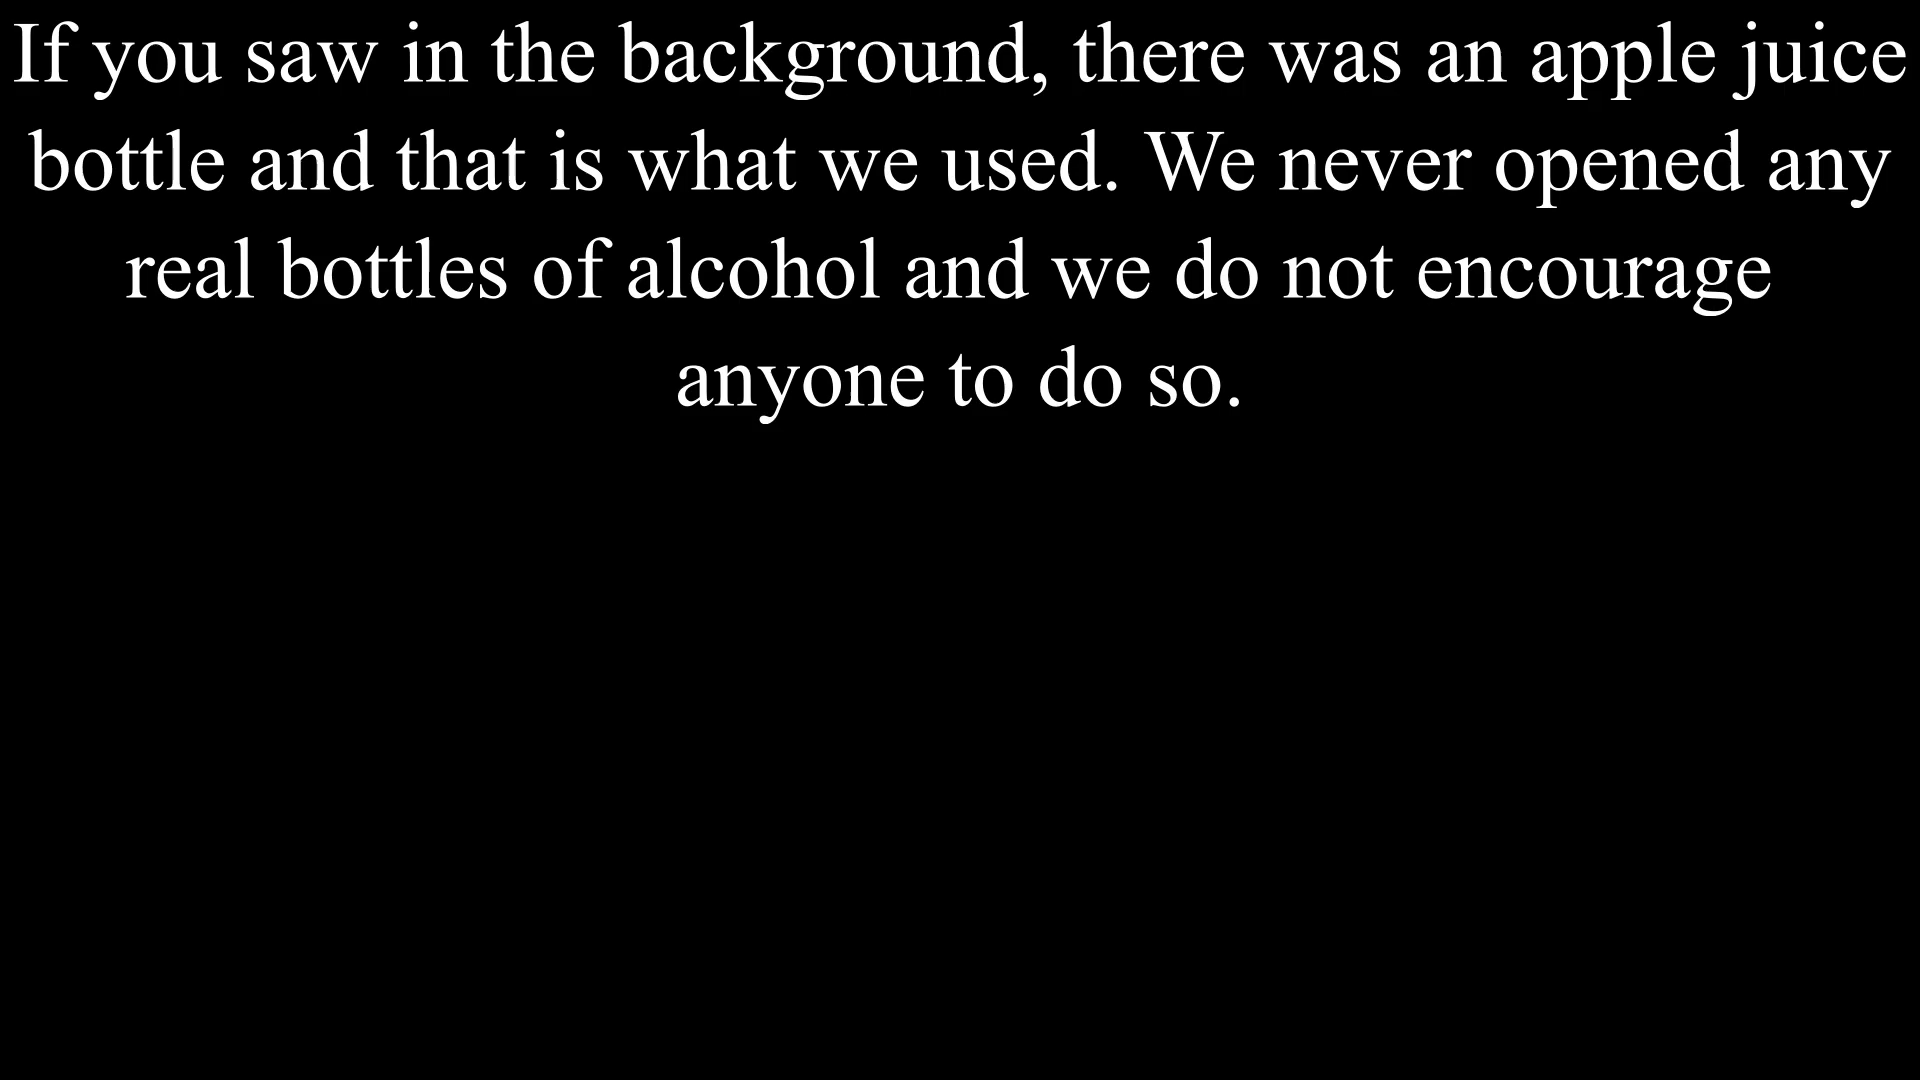 If you saw in the background, there was an apple juice
bottle and that is what we used. We never opened any
real bottles of alcohol and we do not encourage
anyone to do so.